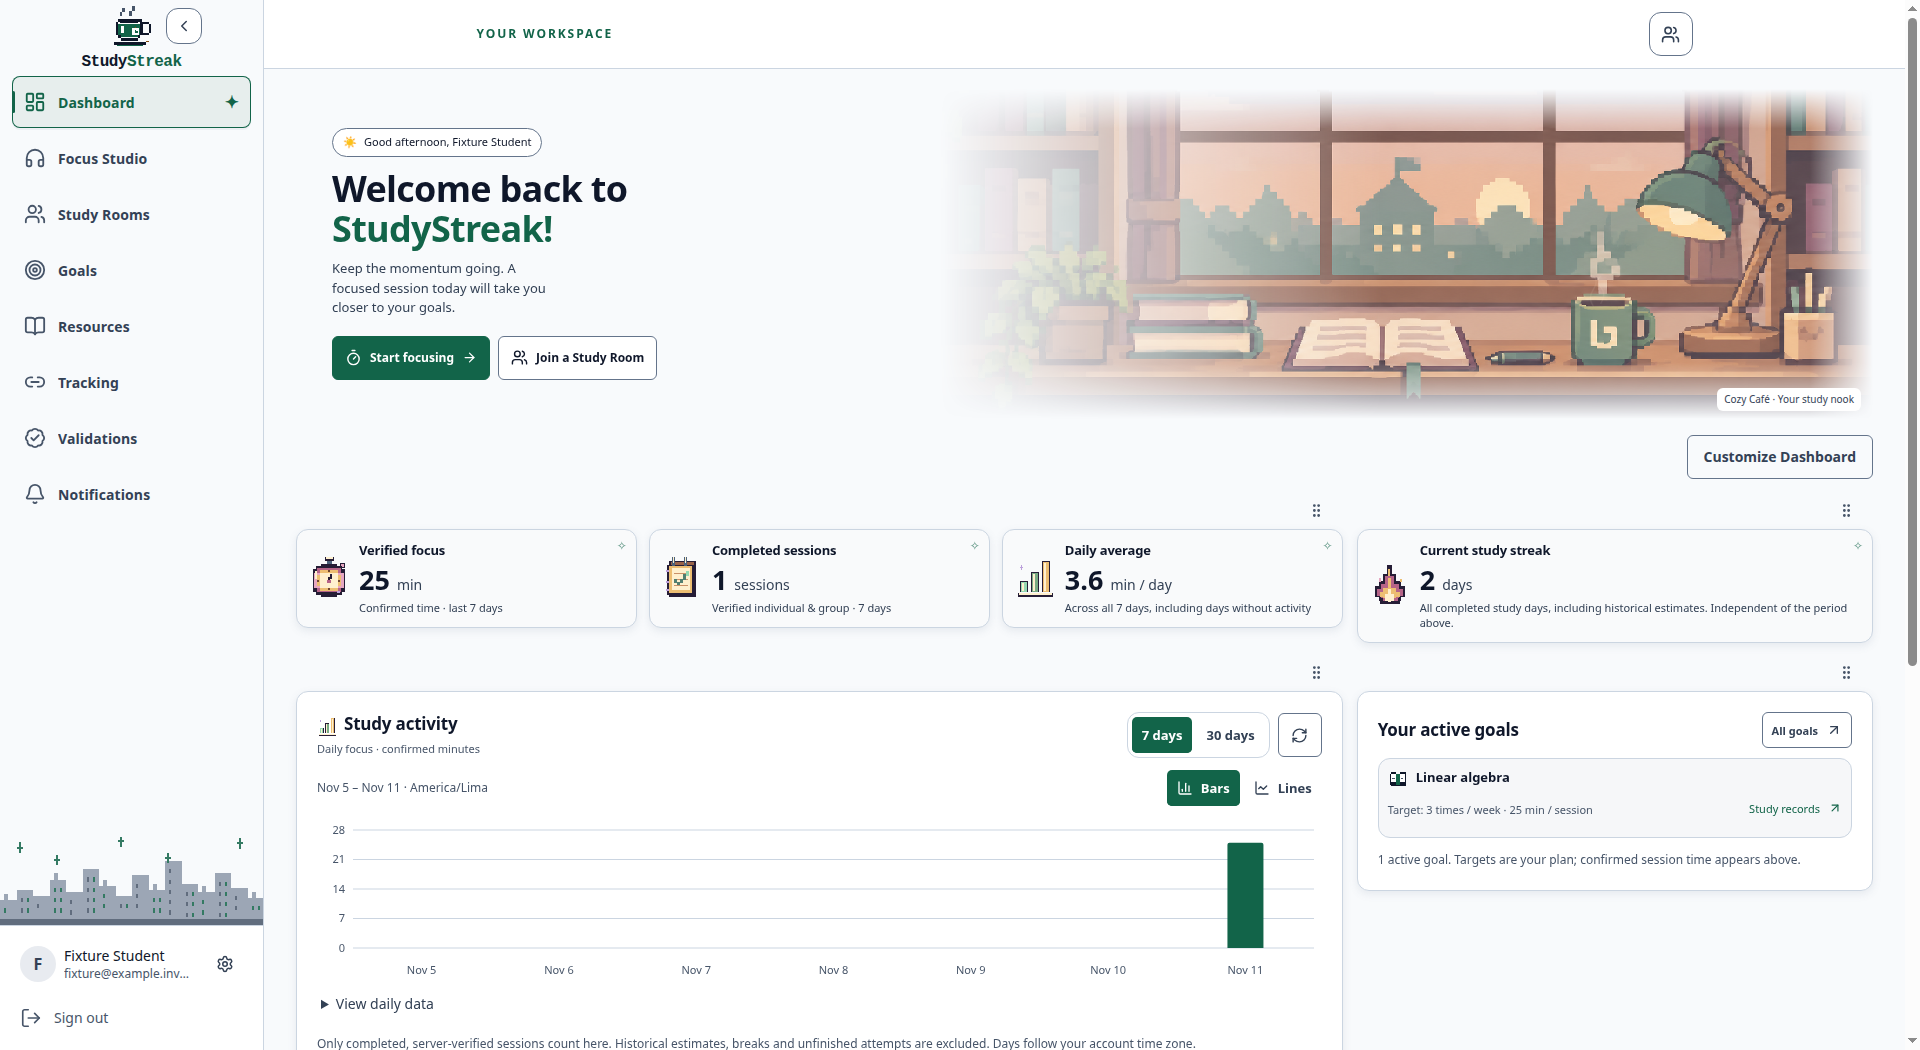 StudyStreak
Dashboard
Focus Studio
Study Rooms
Goals
Resources
Tracking
Validations
Notifications
Fixture Student
fixture@example.inv...
Sign out
YOUR WORKSPACE
Good afternoon, Fixture Student
Welcome back to
StudyStreak!
Keep the momentum going. A
focused session today will take you
closer to your goals.
Start focusing
Join a Study Room
Cozy Café · Your study nook
Customize Dashboard
Verified focus
25 min
Confirmed time · last 7 days
Completed sessions
1 sessions
Verified individual & group · 7 days
Daily average
3.6 min / day
Across all 7 days, including days without activity
Current study streak
2 days
All completed study days, including historical estimates. Independent of the period
above.
Study activity
Daily focus · confirmed minutes
7 days
30 days
Nov 5 – Nov 11 · America/Lima
Bars
Lines
28
21
14
7
0
Nov 5
Nov 6
Nov 7
Nov 8
Nov 9
Nov 10
Nov 11
View daily data
Only completed, server-verified sessions count here. Historical estimates, breaks and unfinished attempts are excluded. Days follow your account time zone.
Your active goals
All goals
Linear algebra
Target: 3 times / week · 25 min / session
Study records
1 active goal. Targets are your plan; confirmed session time appears above.
F